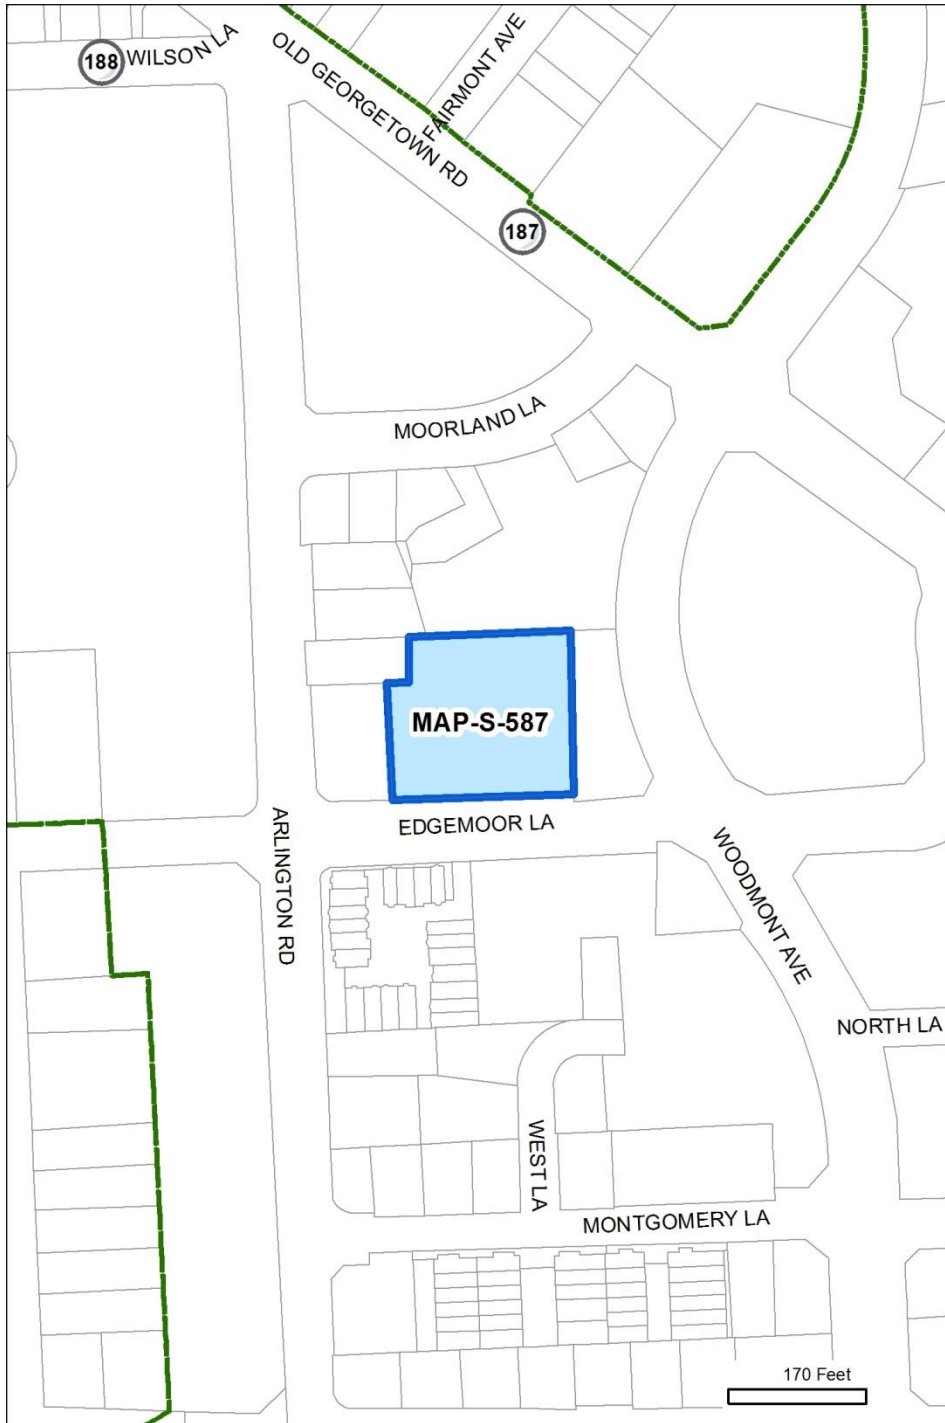 188
WILSON LA
OLD GEORGETOWN RD
FAIRMONT AVE
187
MOORLAND LA
MAP-S-587
EDGEMOOR LA
ARLINGTON RD
WOODMONT AVE
NORTH LA
WEST LA
MONTGOMERY LA
170 Feet